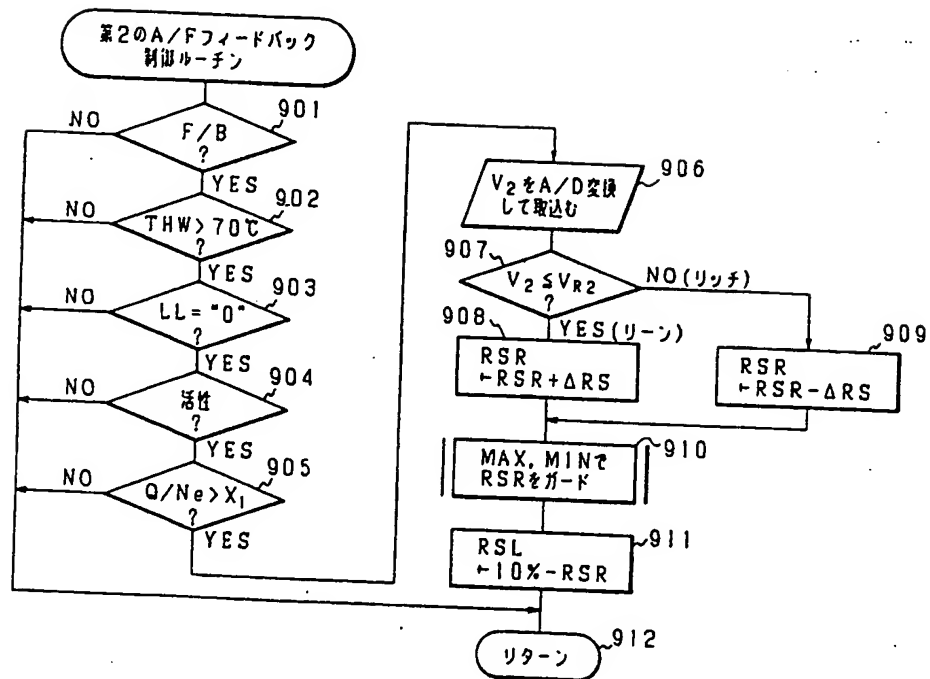 第2のA/Fフィードバック
制御ルーチン
901
F/B
?
NO
YES
902
THW>70℃
?
NO
YES
903
LL="0"
?
NO
YES
904
活性
?
NO
YES
905
Q/Ne>X1
?
NO
YES
906
V2をA/D変換
して取込む
907
V2≦VR2
?
NO(リッチ)
YES(リーン)
908
RSR
←RSR+ΔRS
909
RSR
←RSR-ΔRS
910
MAX,MINで
RSRをガード
911
RSL
←10%-RSR
リターン
912